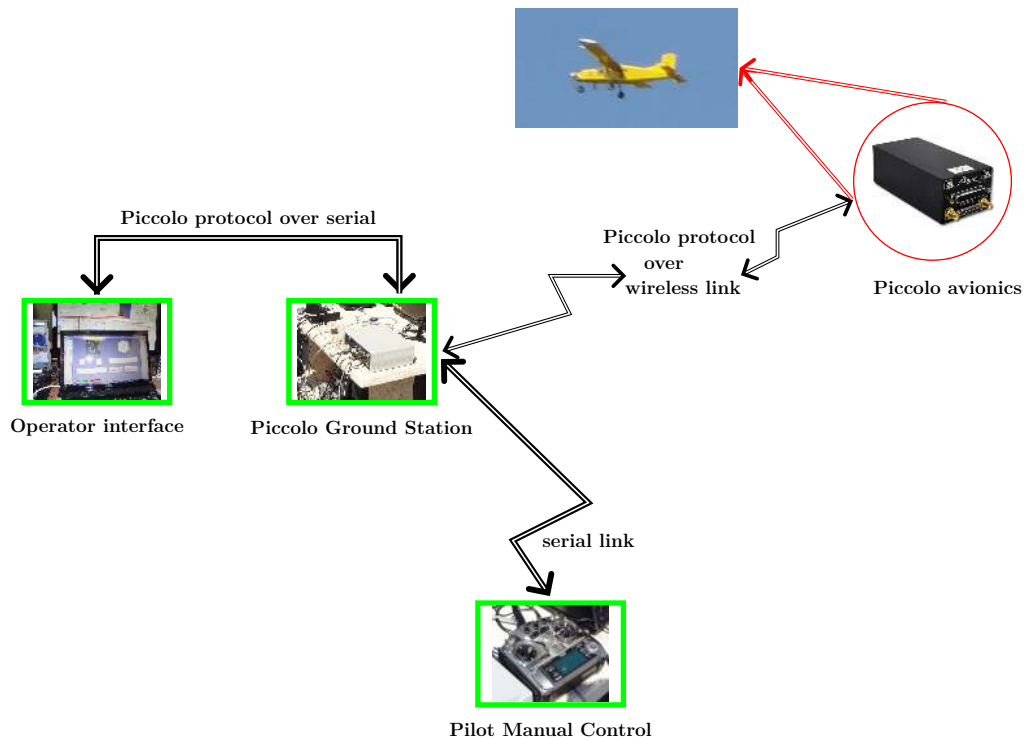 Piccolo protocol over serial
Piccolo protocol
over
wireless link
Piccolo avionics
Operator interface
Piccolo Ground Station
serial link
Pilot Manual Control